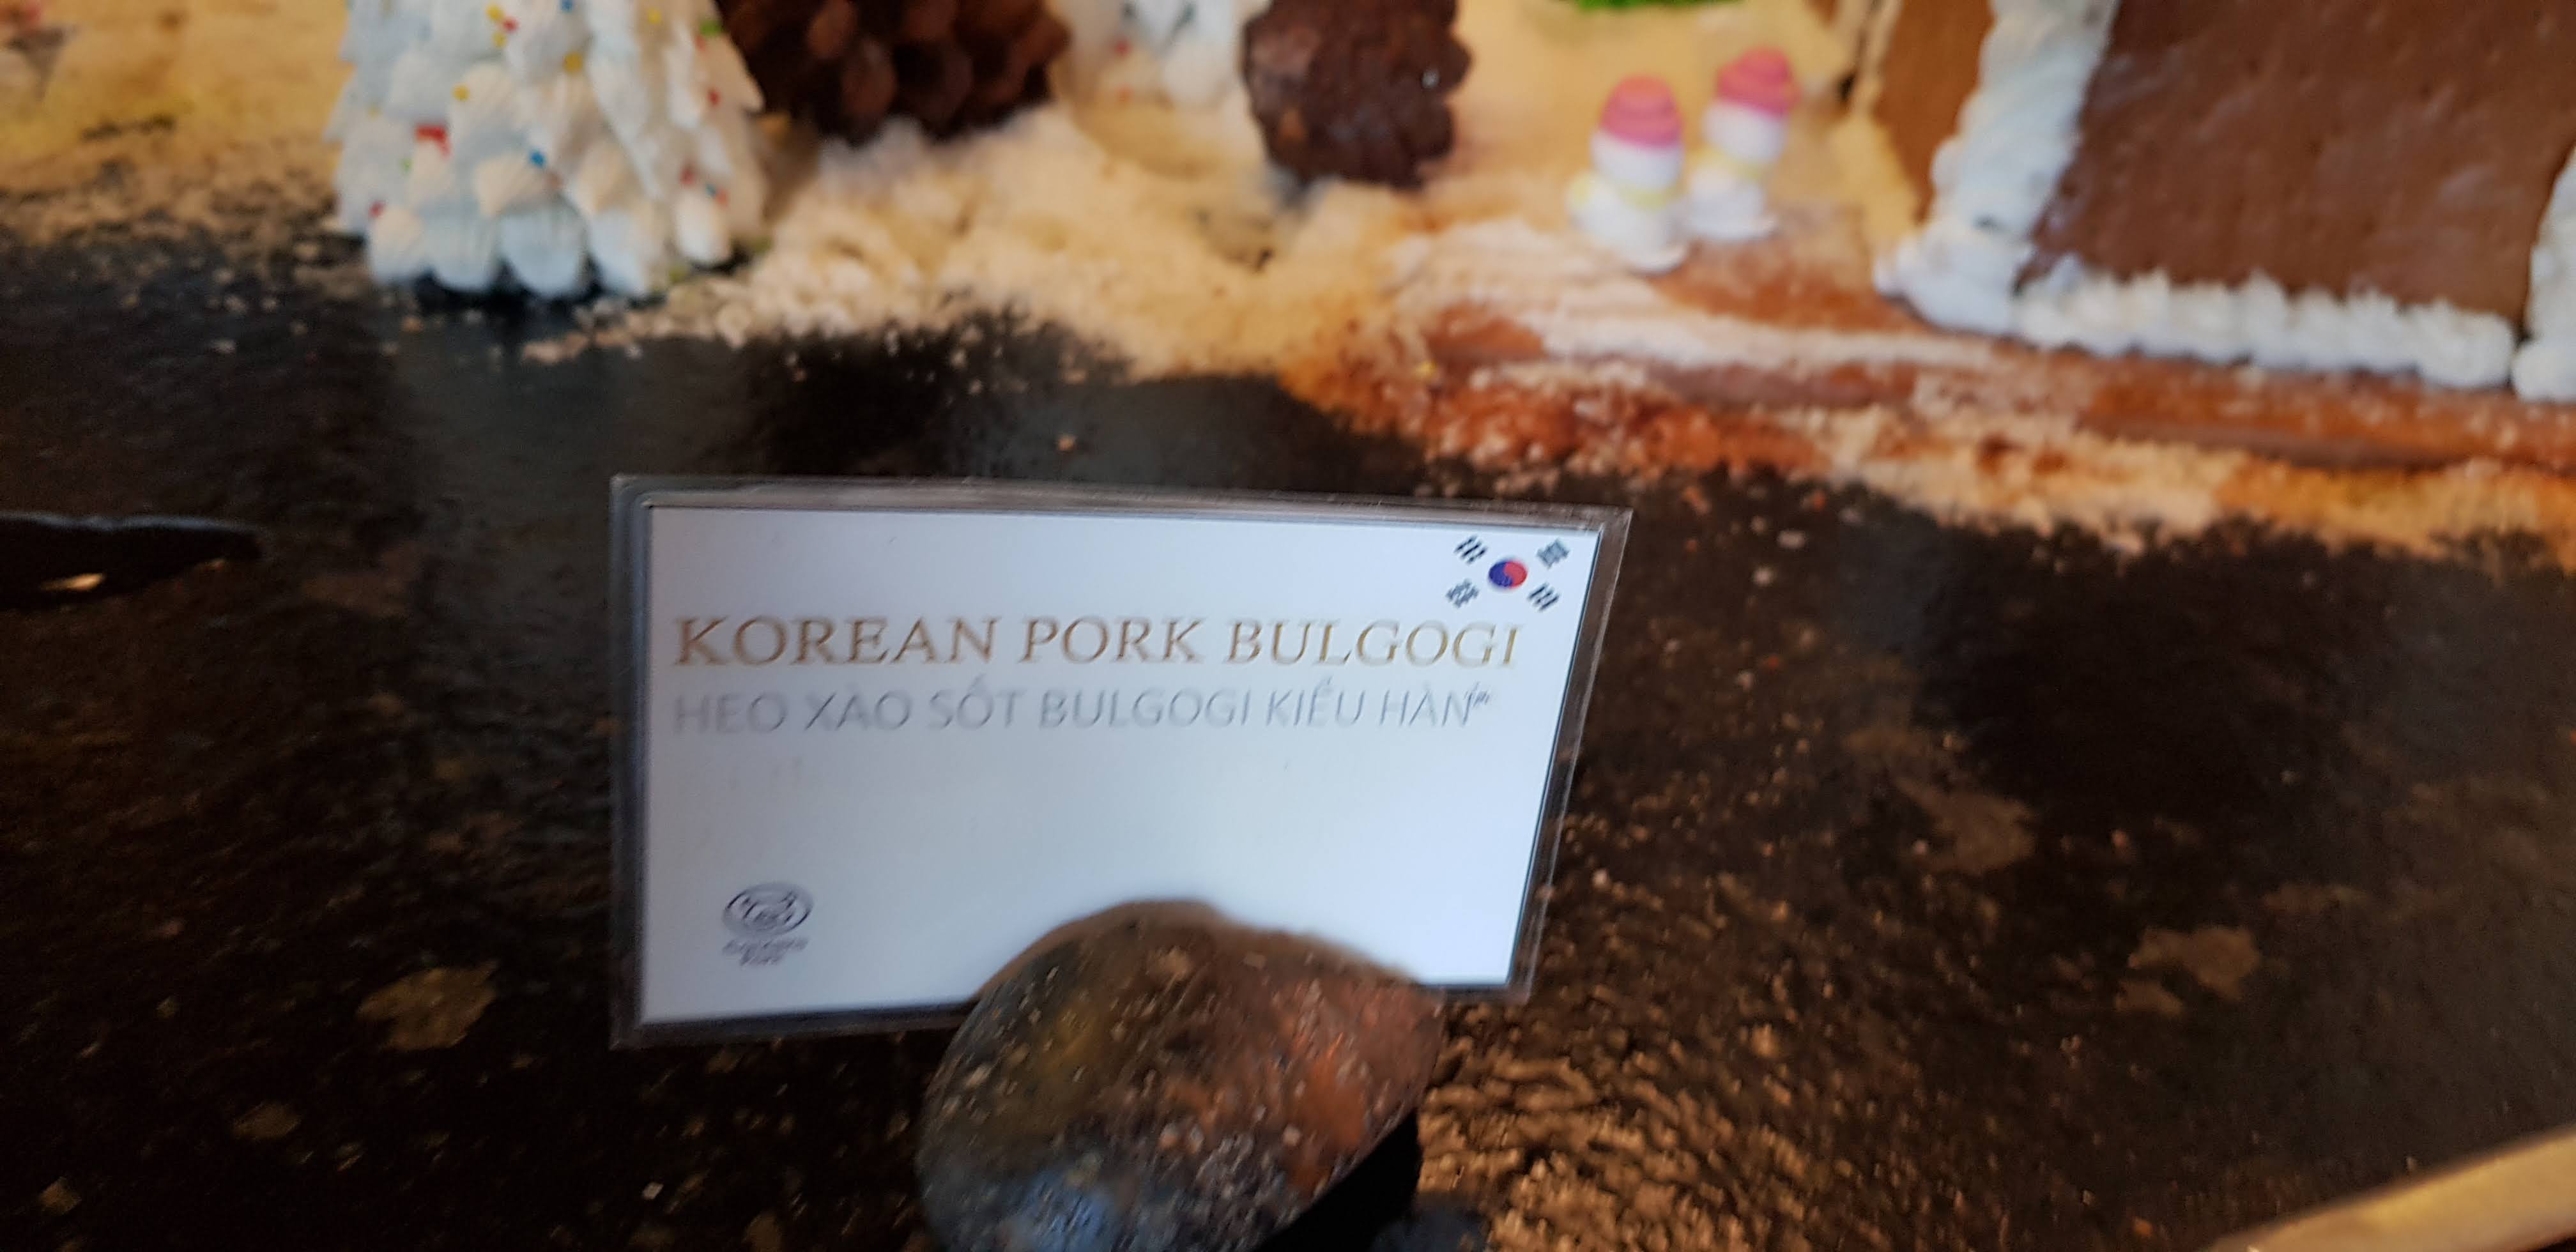 KOREAN PORK BULGOGI
HEO XÀO SỐT BULGOGI KIỂU HÀN